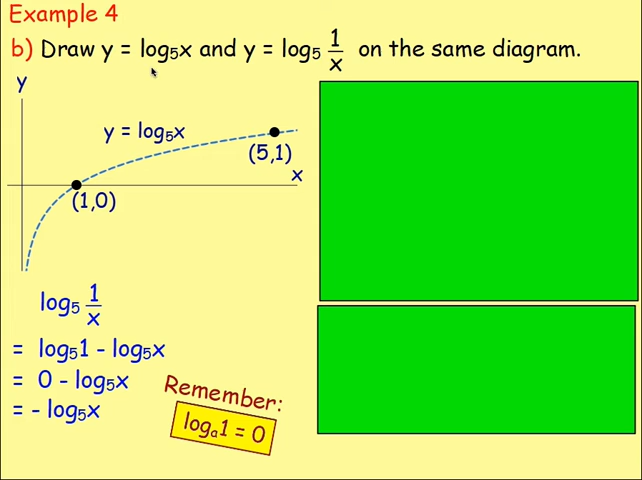 Example 4
b) Draw y = log₅x and y = log₅ 1/x on the same diagram.
y
y = log₅x
(5,1)
x
(1,0)
log₅ 1/x
= log₅1 - log₅x
= 0 - log₅x
= - log₅x
Remember:
logₐ1 = 0